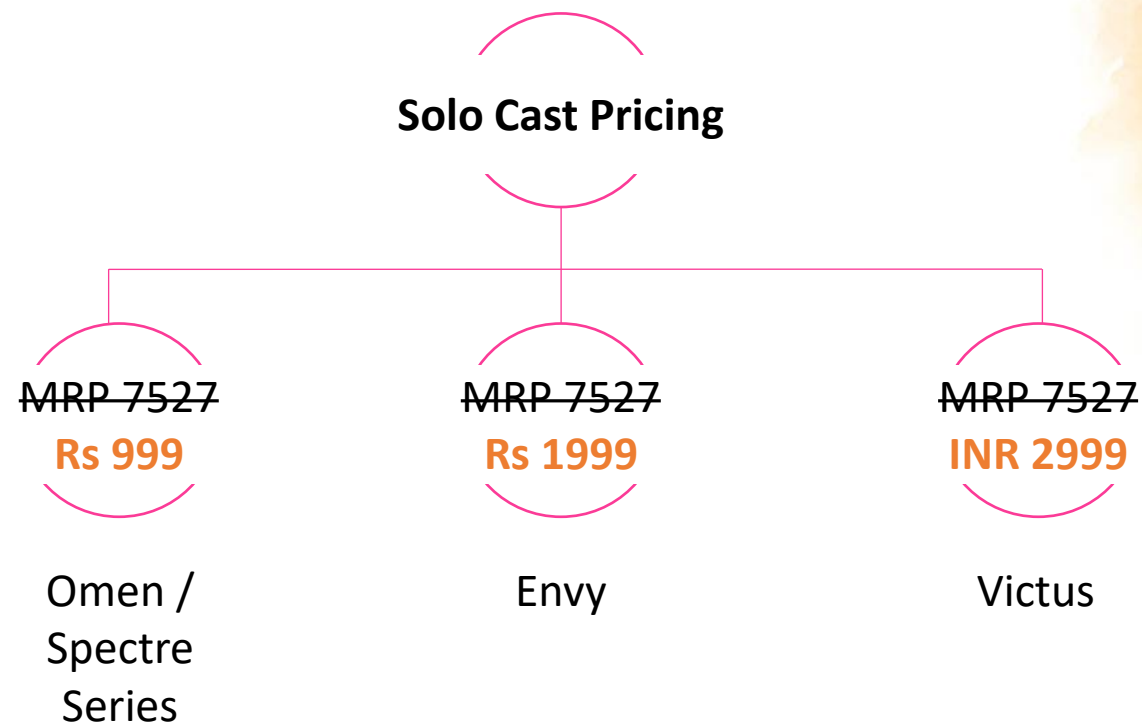 Solo Cast Pricing
MRP 7527
Rs 999
MRP 7527
Rs 1999
MRP 7527
INR 2999
Omen /
Spectre
Series
Envy
Victus